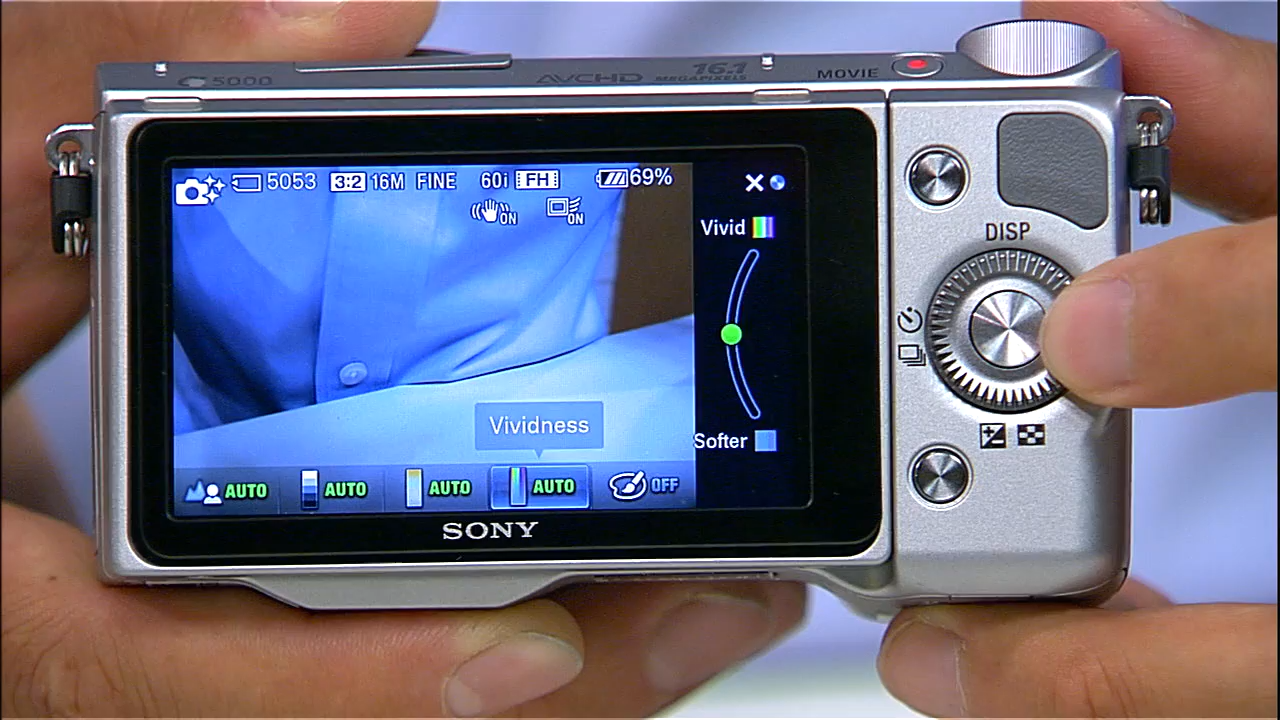 5000 AVCHD 16.1 MEGAPIXELS MOVIE
5053 3:2 16M FINE 60i FH 69%
ON ON
Vivid
DISP
Vividness
Softer
AUTO AUTO AUTO AUTO OFF
SONY